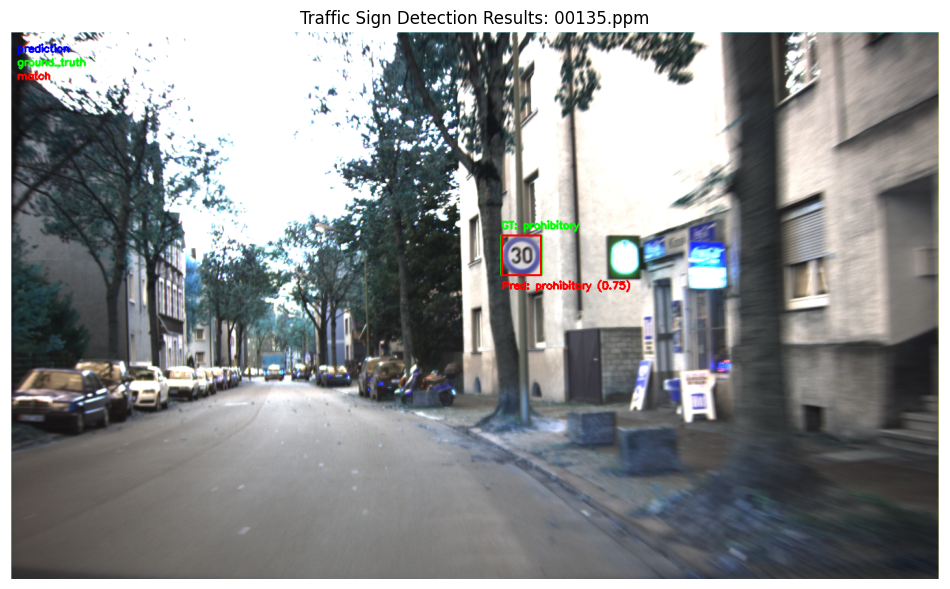 Traffic Sign Detection Results: 00135.ppm
prediction
ground_truth
match
GT: prohibitory
30
Pred: prohibitory (0.75)